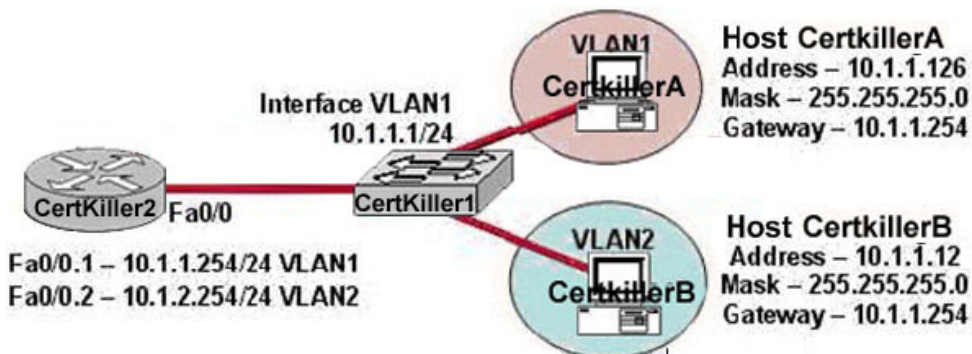 VLAN1
CertkillerA
Host CertkillerA
Address – 10.1.1.126
Mask – 255.255.255.0
Gateway – 10.1.1.254
Interface VLAN1
10.1.1.1/24
CertKiller2
Fa0/0
CertKiller1
Fa0/0.1 – 10.1.1.254/24 VLAN1
Fa0/0.2 – 10.1.2.254/24 VLAN2
VLAN2
CertkillerB
Host CertkillerB
Address – 10.1.1.12
Mask – 255.255.255.0
Gateway – 10.1.1.254